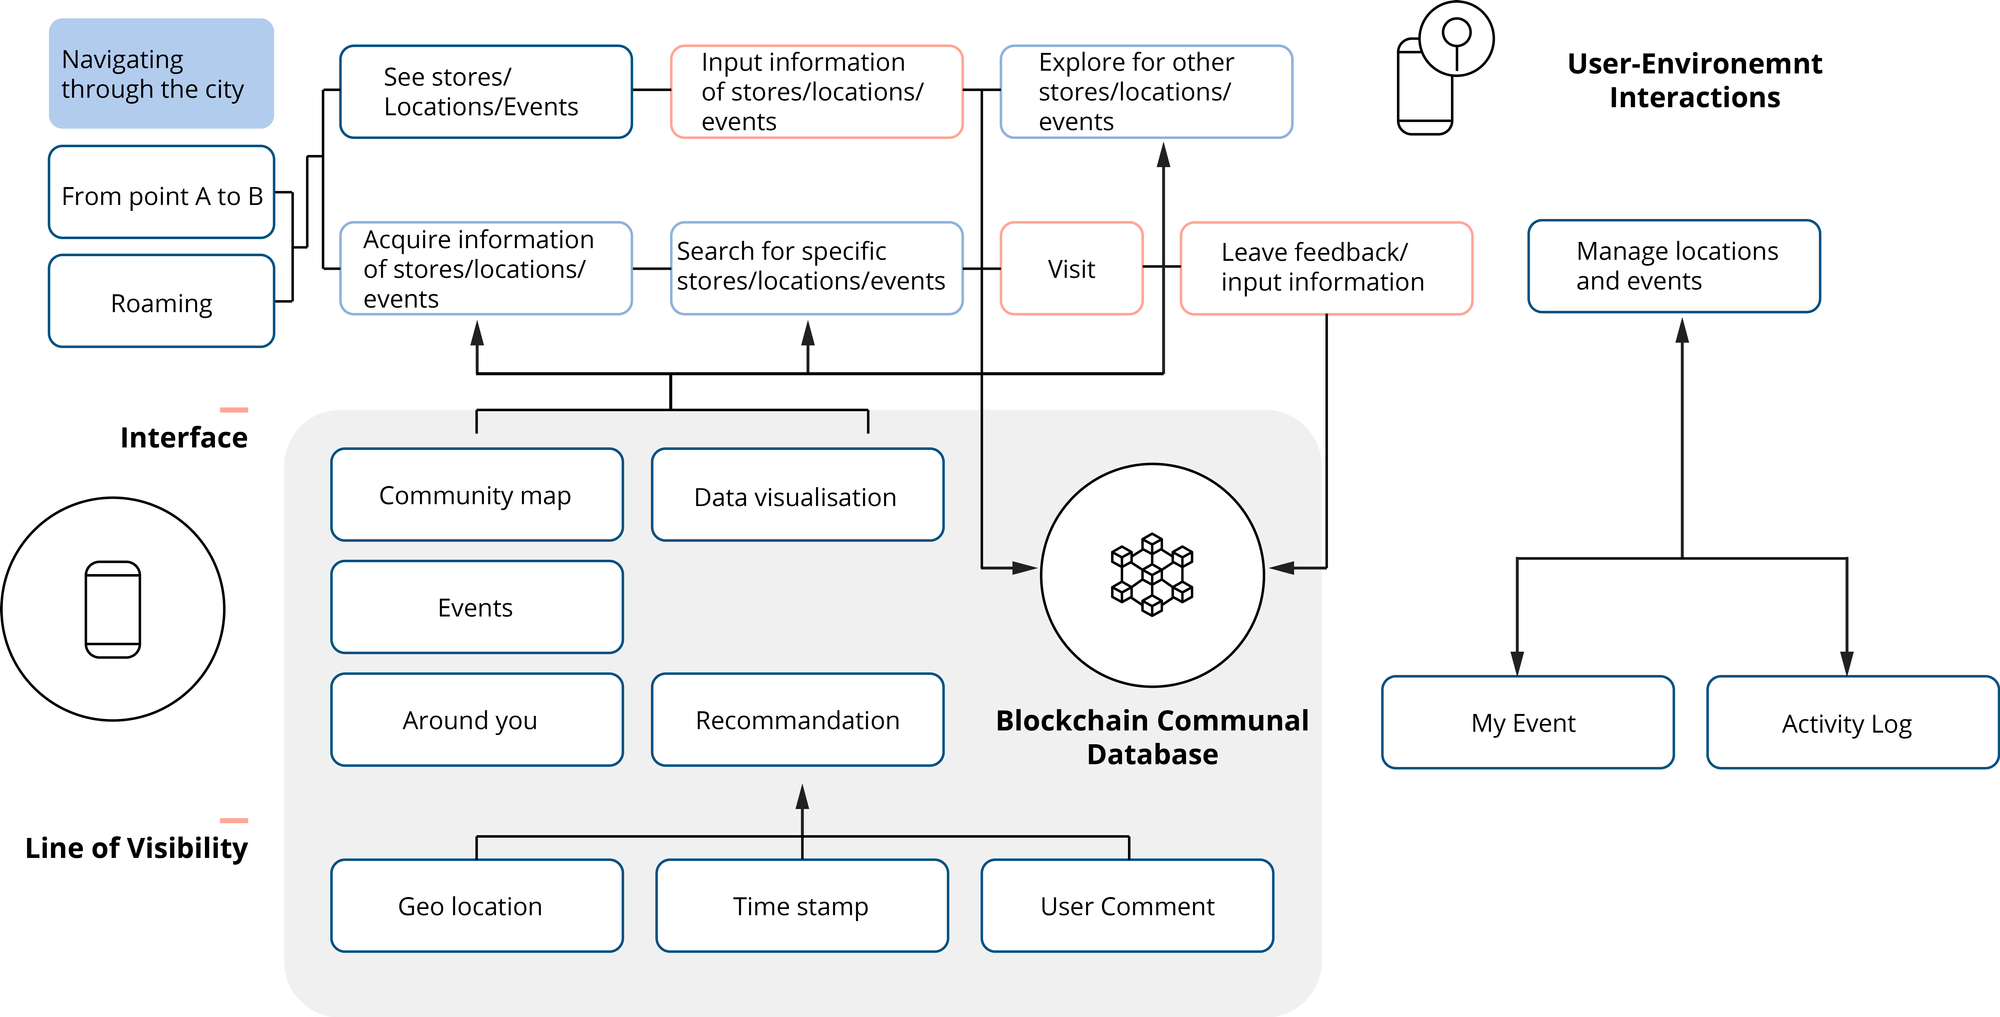 Navigating
through the city
From point A to B
Roaming
See stores/
Locations/Events
Input information
of stores/locations/
events
Explore for other
stores/locations/
events
User-Environemnt
Interactions
Acquire information
of stores/locations/
events
Search for specific
stores/locations/events
Visit
Leave feedback/
input information
Manage locations
and events
Interface
Community map
Data visualisation
Events
Around you
Recommandation
Blockchain Communal
Database
My Event
Activity Log
Line of Visibility
Geo location
Time stamp
User Comment